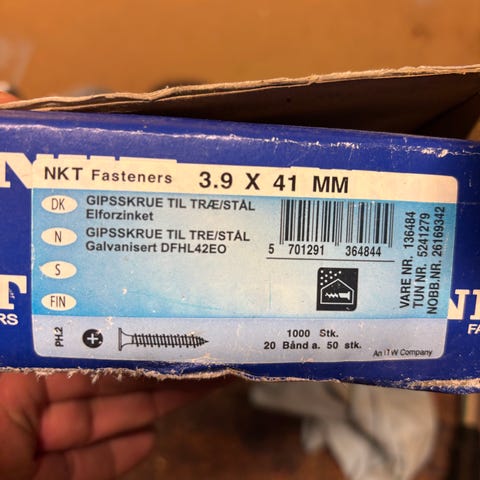 NKT Fasteners 3.9 X 41 MM
DK GIPSSKRUE TIL TRÆ/STÅL
Elforzinket
N GIPSSKRUE TIL TRE/STÅL
Galvanisert DFHL42EO
S
FIN
5 701291 364844
VARE NR. 136484
TUN NR. 5241279
NOBB.NR. 26169342
PH.2
1000 Stk.
20 Bånd a. 50 stk.
An ITW Company